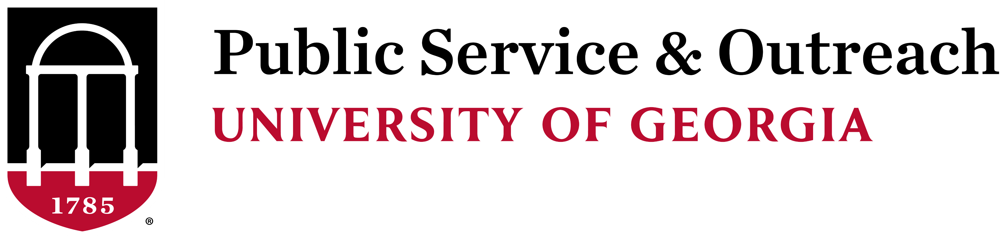 Public Service & Outreach
UNIVERSITY OF GEORGIA
1785
®